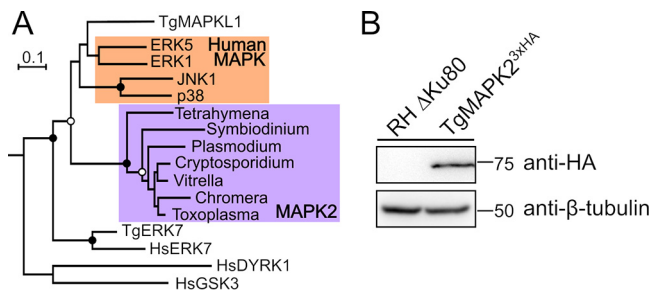 A
TgMAPKL1
0.1
ERK5 Human
ERK1 MAPK
JNK1
p38
Tetrahymena
Symbiodinium
Plasmodium
Cryptosporidium
Vitrella
Chromera
Toxoplasma MAPK2
TgERK7
HsERK7
HsDYRK1
HsGSK3
B
RH ΔKu80
TgMAPK2³ˣᴴᴬ
75 anti-HA
50 anti-β-tubulin